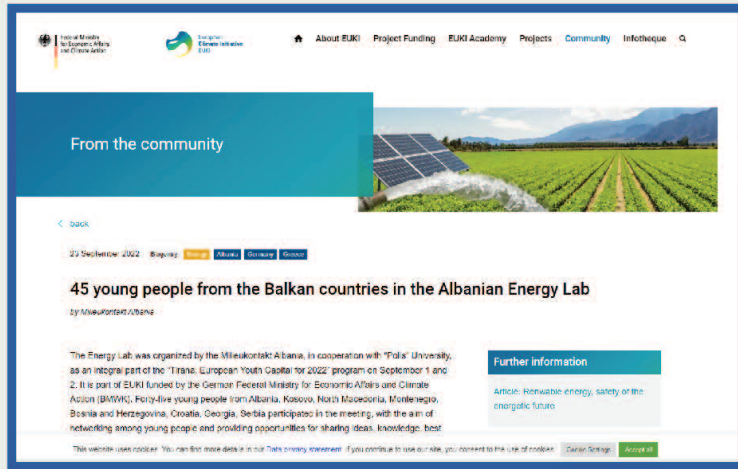 Federal Ministry
for Economic Affairs
and Climate Action
European
Climate Initiative
EUKI
About EUKI Project Funding EUKI Academy Projects Community Infotheque
From the community
back
23 September 2022 Energy Albania Germany Greece
45 young people from the Balkan countries in the Albanian Energy Lab
by Milieukontakt Albania
The Energy Lab was organized by the Milieukontakt Albania, in cooperation with "Polis" University,
as an integral part of the "Tirana, European Youth Capital for 2022" program on September 1 and
2. It is part of EUKI funded by the German Federal Ministry for Economic Affairs and Climate
Action (BMWK). Forty-five young people from Albania, Kosovo, North Macedonia, Montenegro,
Bosnia and Herzegovina, Croatia, Georgia, Serbia participated in the meeting, with the aim of
networking among young people and providing opportunities for sharing ideas, knowledge, best
Further information
Article: Renwable energy, safety of the
energetic future
This website uses cookies. You can find more details in our Data privacy statement. If you continue to use our site, you consent to the use of cookies. Cookie Settings Accept all